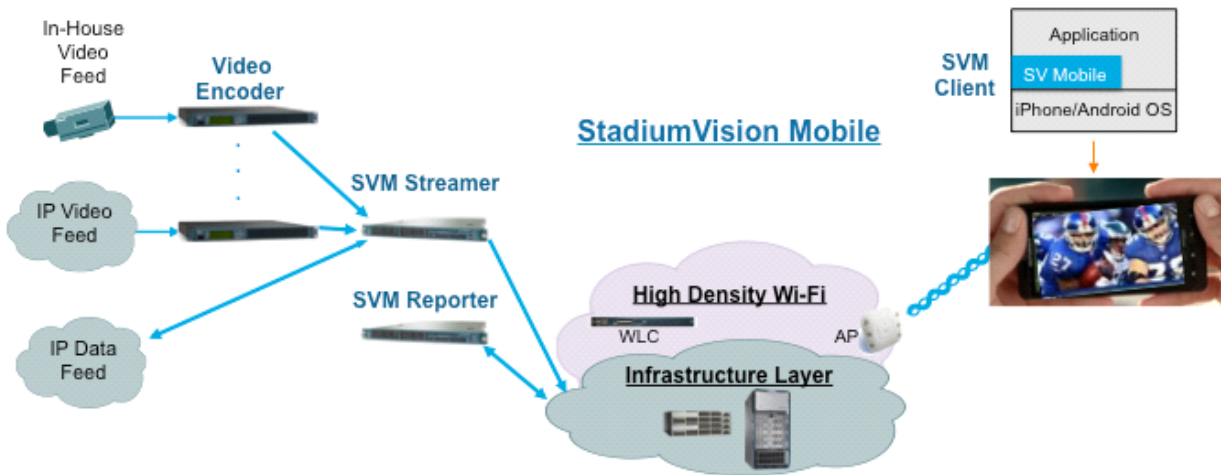 In-House
Video
Feed
Video
Encoder
IP Video
Feed
IP Data
Feed
SVM Streamer
SVM Reporter
StadiumVision Mobile
High Density Wi-Fi
WLC
AP
Infrastructure Layer
SVM
Client
Application
SV Mobile
iPhone/Android OS
27